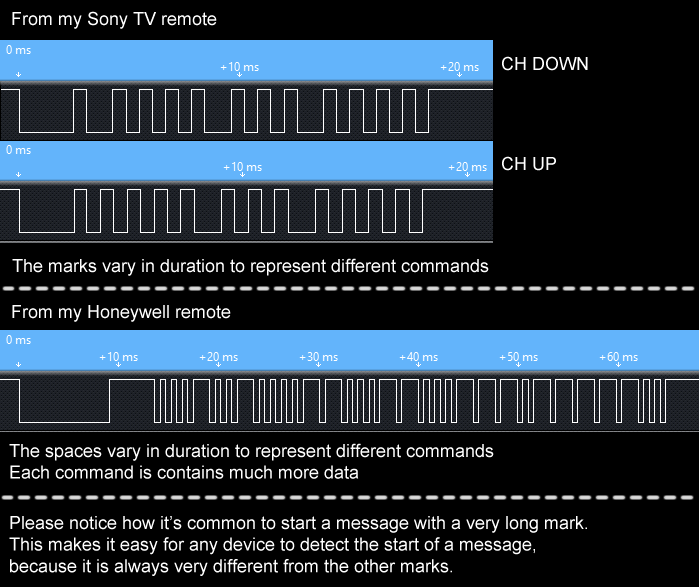 From my Sony TV remote
0 ms
+10 ms
+20 ms
CH DOWN
0 ms
+10 ms
+20 ms
CH UP
The marks vary in duration to represent different commands
From my Honeywell remote
0 ms
+10 ms
+20 ms
+30 ms
+40 ms
+50 ms
+60 ms
The spaces vary in duration to represent different commands
Each command is contains much more data
Please notice how it's common to start a message with a very long mark.
This makes it easy for any device to detect the start of a message,
because it is always very different from the other marks.